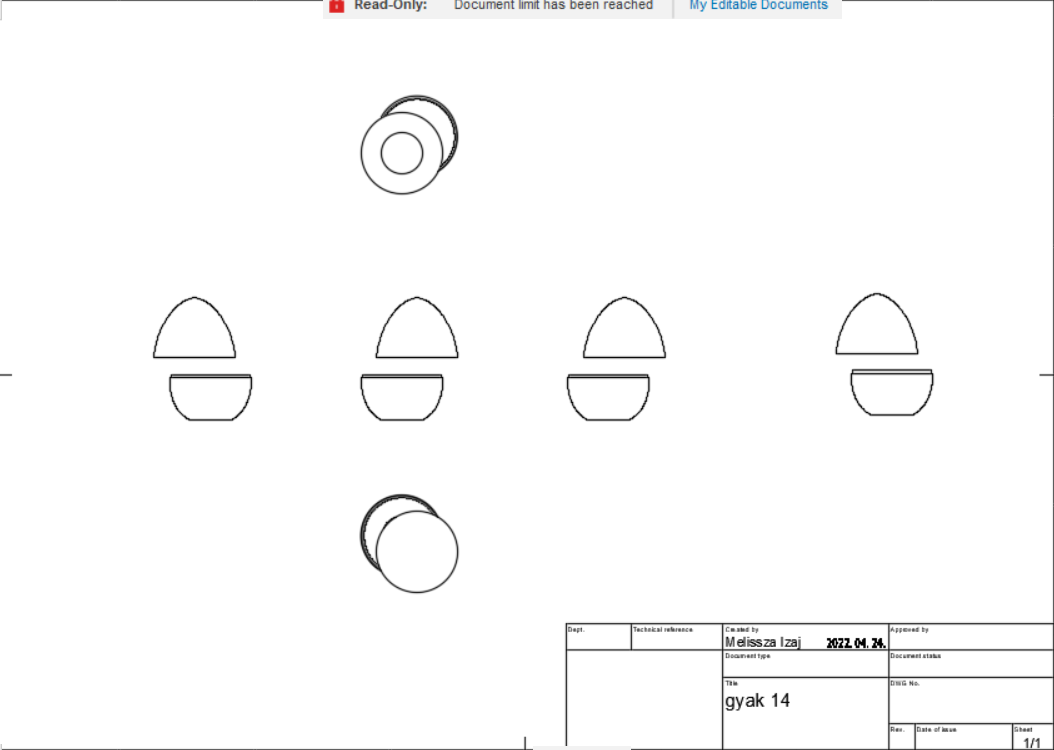 Read-Only: Document limit has been reached My Editable Documents
Dept. Technical reference Created by Approved by
Melissza Izaj 2022. 04. 24.
Document type Document status
Title DWG No.
gyak 14
Rev. Date of issue Sheet
1/1